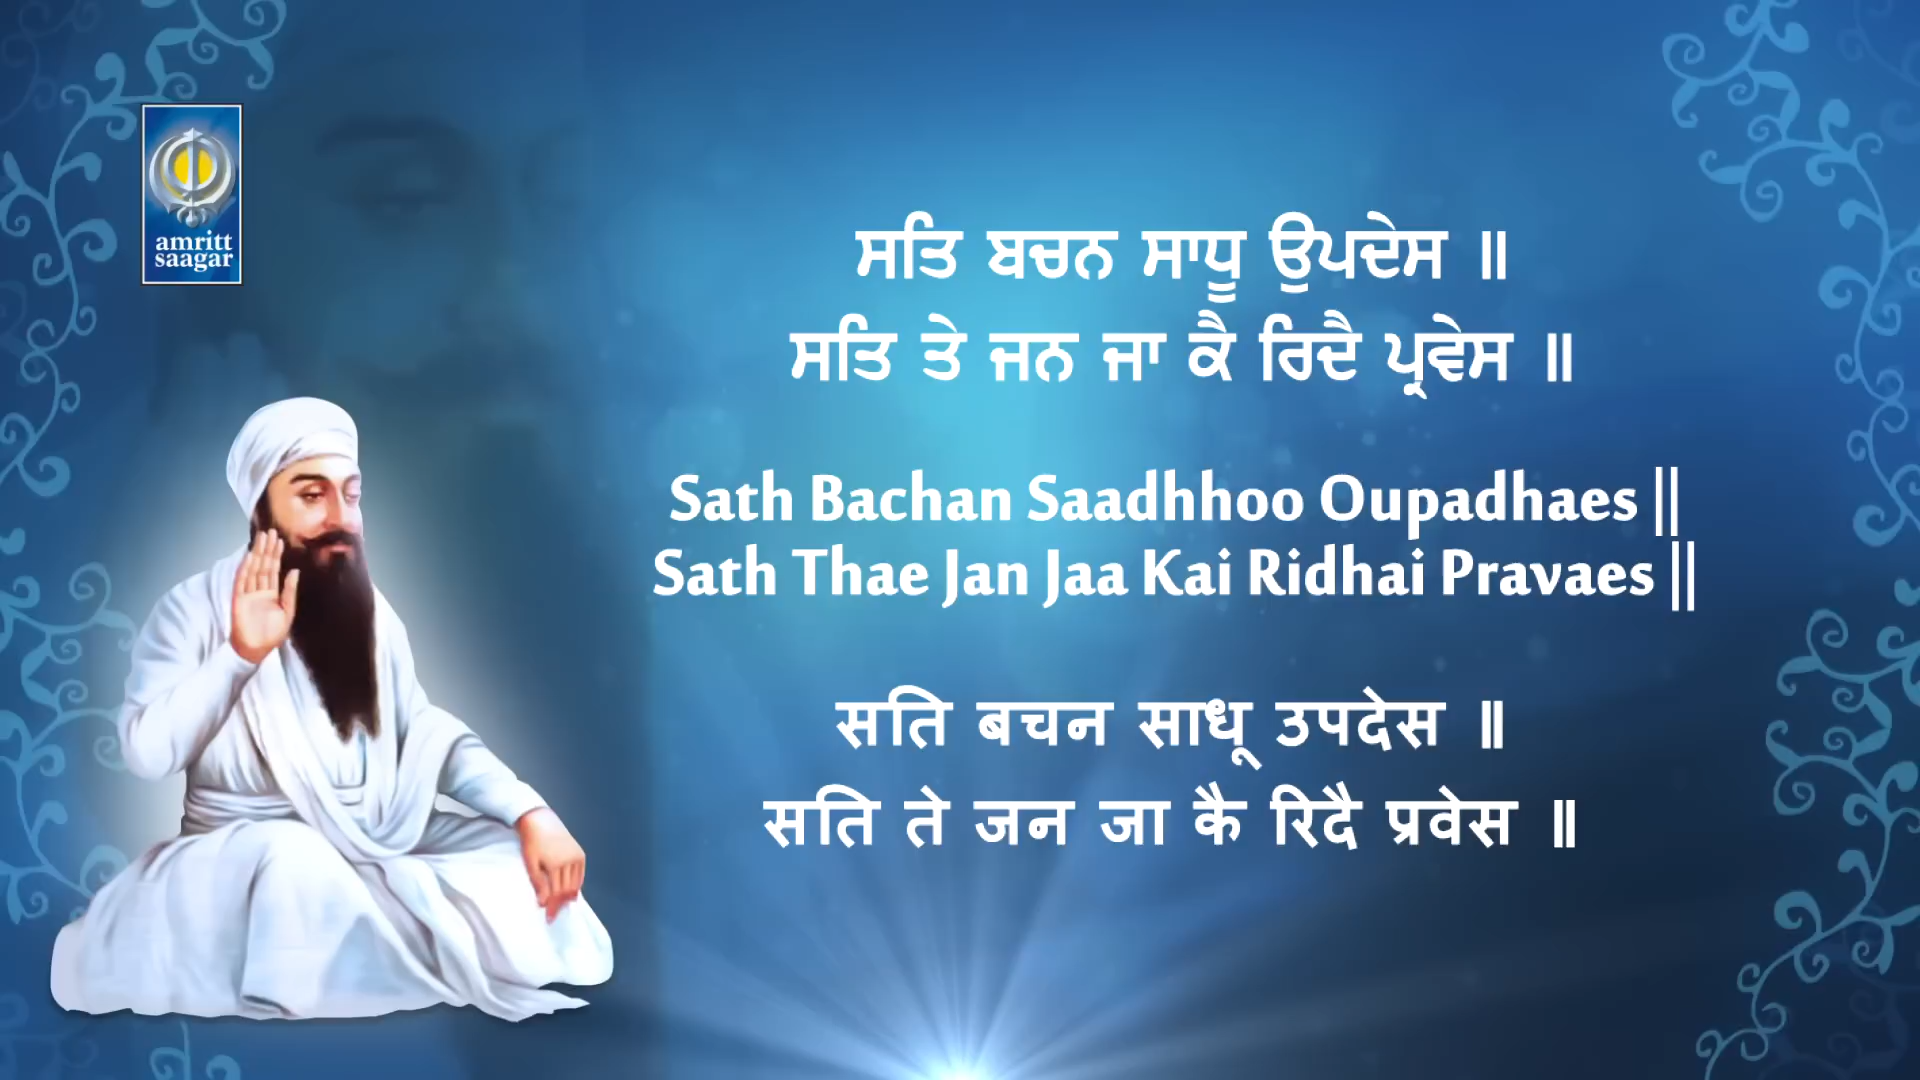 amritt
saagar
ਸਤਿ ਬਚਨ ਸਾਧੂ ਉਪਦੇਸ ॥
ਸਤਿ ਤੇ ਜਨ ਜਾ ਕੈ ਰਿਦੈ ਪ੍ਰਵੇਸ ॥
Sath Bachan Saadhhoo Oupadhaes ||
Sath Thae Jan Jaa Kai Ridhai Pravaes ||
सति बचन साधू उपदेस ॥
सति ते जन जा कै रिदै प्रवेस ॥